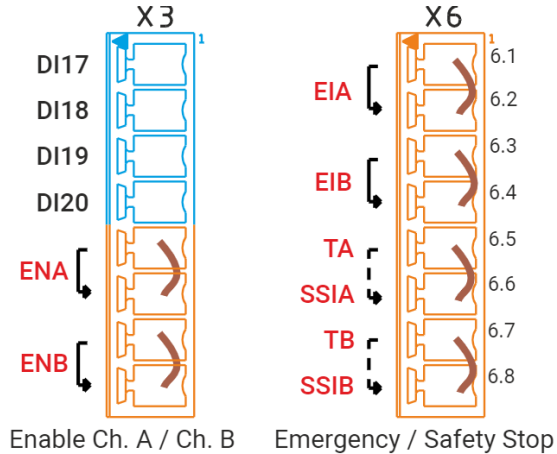 X3
1
DI17
DI18
DI19
DI20
ENA
ENB
Enable Ch. A / Ch. B
X6
1
EIA
6.1
6.2
EIB
6.3
6.4
TA
6.5
SSIA
6.6
TB
6.7
SSIB
6.8
Emergency / Safety Stop